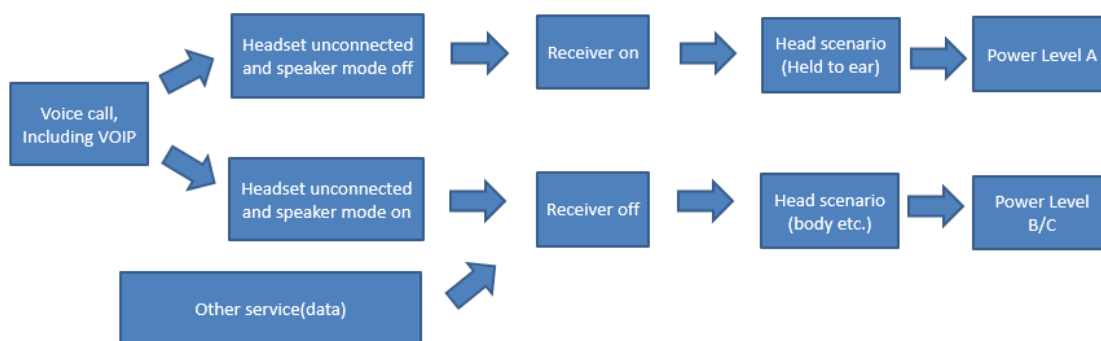 Headset unconnected
and speaker mode off
Receiver on
Head scenario
(Held to ear)
Power Level A
Voice call,
Including VOIP
Headset unconnected
and speaker mode on
Receiver off
Head scenario
(body etc.)
Power Level
B/C
Other service(data)